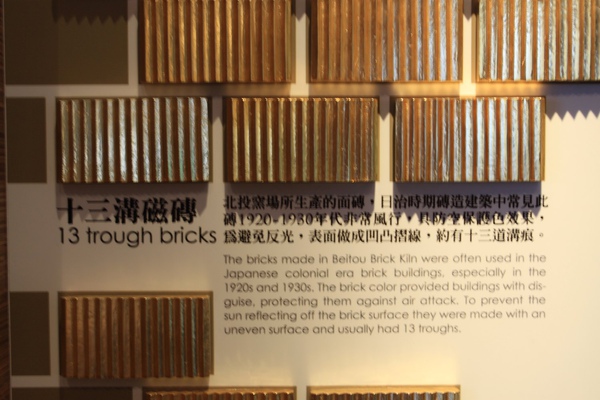 十三溝磁磚
13 trough bricks
北投窯場所生產的面磚，日治時期磚造建築中常見此
磚1920-1930年代非常風行，具防空保護色效果，
為避免反光，表面做成凹凸摺線，約有十三道溝痕。
The bricks made in Beitou Brick Kiln were often used in the
Japanese colonial era brick buildings, especially in the
1920s and 1930s. The brick color provided buildings with dis-
guise, protecting them against air attack. To prevent the
sun reflecting off the brick surface they were made with an
uneven surface and usually had 13 troughs.